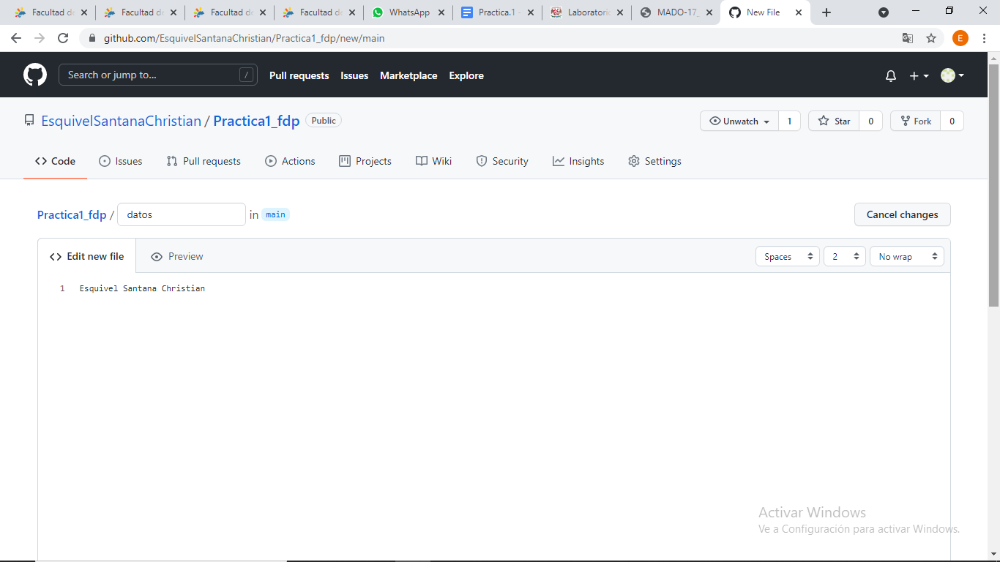 Facultad de Facultad de Facultad de Facultad de WhatsApp Practica.1 - Laboratorio MADO-17_ New File
github.com/EsquivelSantanaChristian/Practica1_fdp/new/main E
Search or jump to... / Pull requests Issues Marketplace Explore
EsquivelSantanaChristian / Practica1_fdp Public Unwatch 1 Star 0 Fork 0
Code Issues Pull requests Actions Projects Wiki Security Insights Settings
Practica1_fdp / datos in main Cancel changes
<> Edit new file Preview Spaces 2 No wrap
1 Esquivel Santana Christian
Activar Windows
Ve a Configuración para activar Windows.